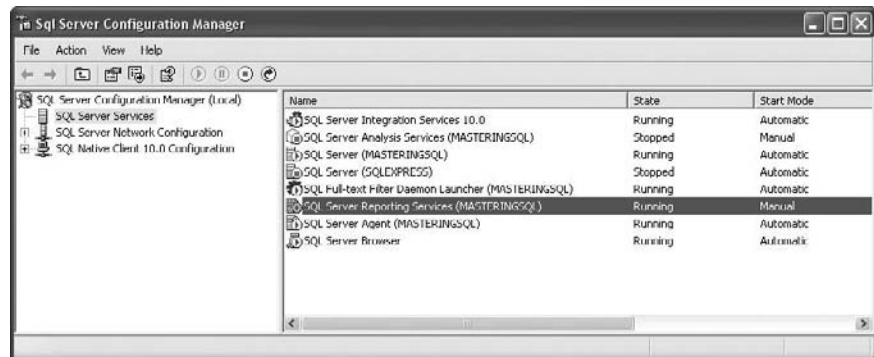 Sql Server Configuration Manager
File Action View Help
SQL Server Configuration Manager (Local)
SQL Server Services
SQL Server Network Configuration
SQL Native Client 10.0 Configuration
Name State Start Mode
SQL Server Integration Services 10.0 Running Automatic
SQL Server Analysis Services (MASTERINGSQL) Stopped Manual
SQL Server (MASTERINGSQL) Running Automatic
SQL Server (SQLEXPRESS) Stopped Automatic
SQL Full-text Filter Daemon Launcher (MASTERINGSQL) Running Automatic
SQL Server Reporting Services (MASTERINGSQL) Running Manual
SQL Server Agent (MASTERINGSQL) Running Automatic
SQL Server Browser Running Automatic